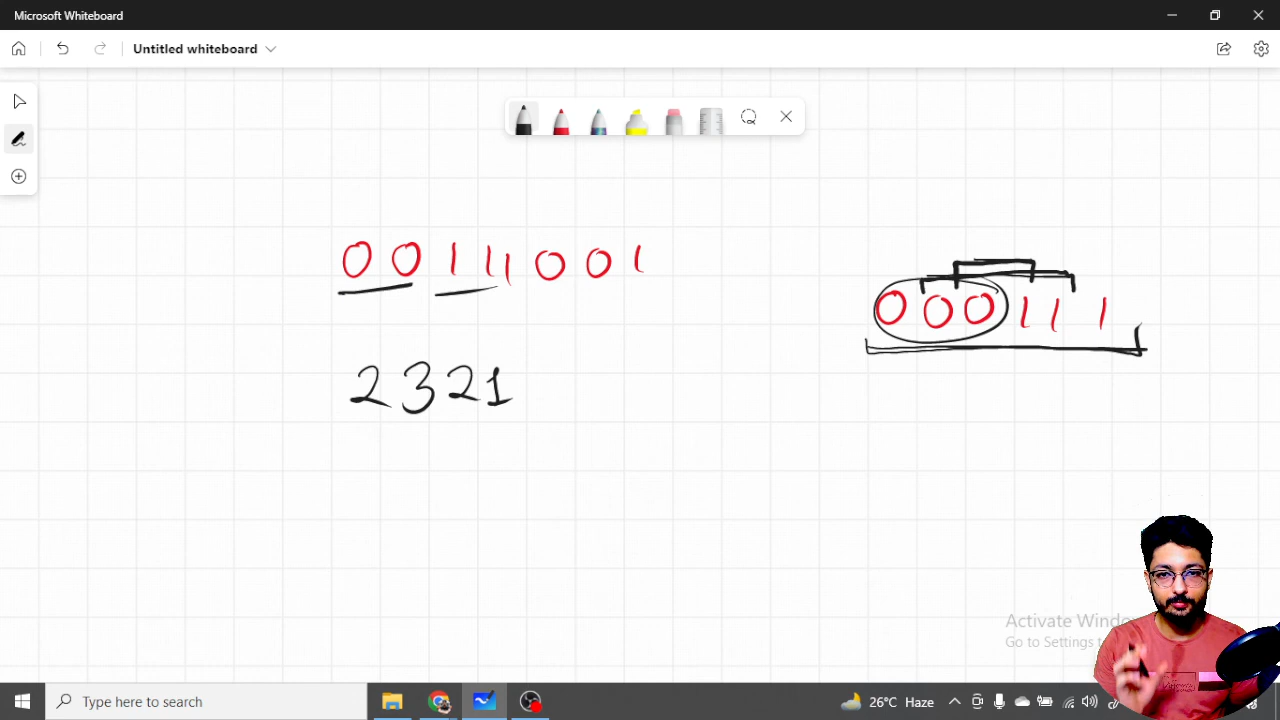 Microsoft Whiteboard
Untitled whiteboard
00111001
000111
2321
Activate Windo
Go to Settings t
Type here to search
26°C Haze